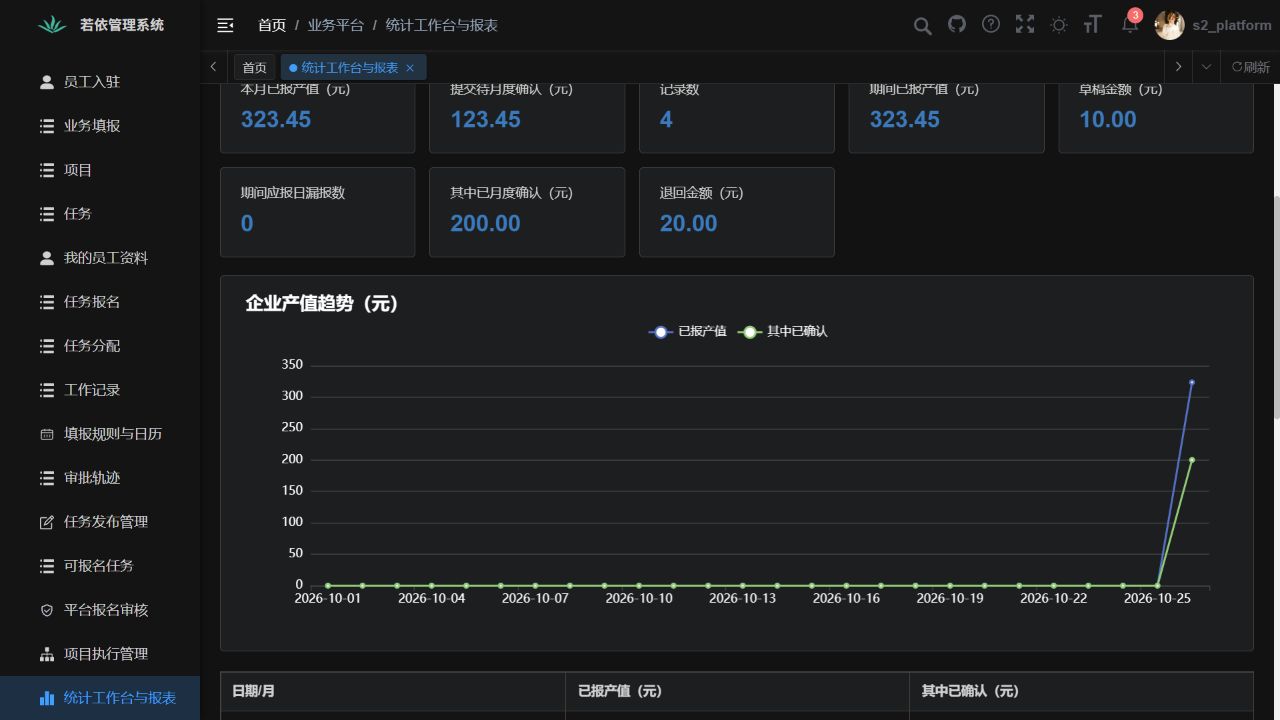 若依管理系统
首页 / 业务平台 / 统计工作台与报表
3
s2_platform
首页
统计工作台与报表
刷新
员工入驻
业务填报
项目
任务
我的员工资料
任务报名
任务分配
工作记录
填报规则与日历
审批轨迹
任务发布管理
可报名任务
平台报名审核
项目执行管理
统计工作台与报表
本月已报产值（元）
323.45
提交待月度确认（元）
123.45
记录数
4
期间已报产值（元）
323.45
草稿金额（元）
10.00
期间应报日漏报数
0
其中已月度确认（元）
200.00
退回金额（元）
20.00
企业产值趋势（元）
已报产值 其中已确认
350
300
250
200
150
100
50
0
2026-10-01 2026-10-04 2026-10-07 2026-10-10 2026-10-13 2026-10-16 2026-10-19 2026-10-22 2026-10-25
日期/月 已报产值（元） 其中已确认（元）